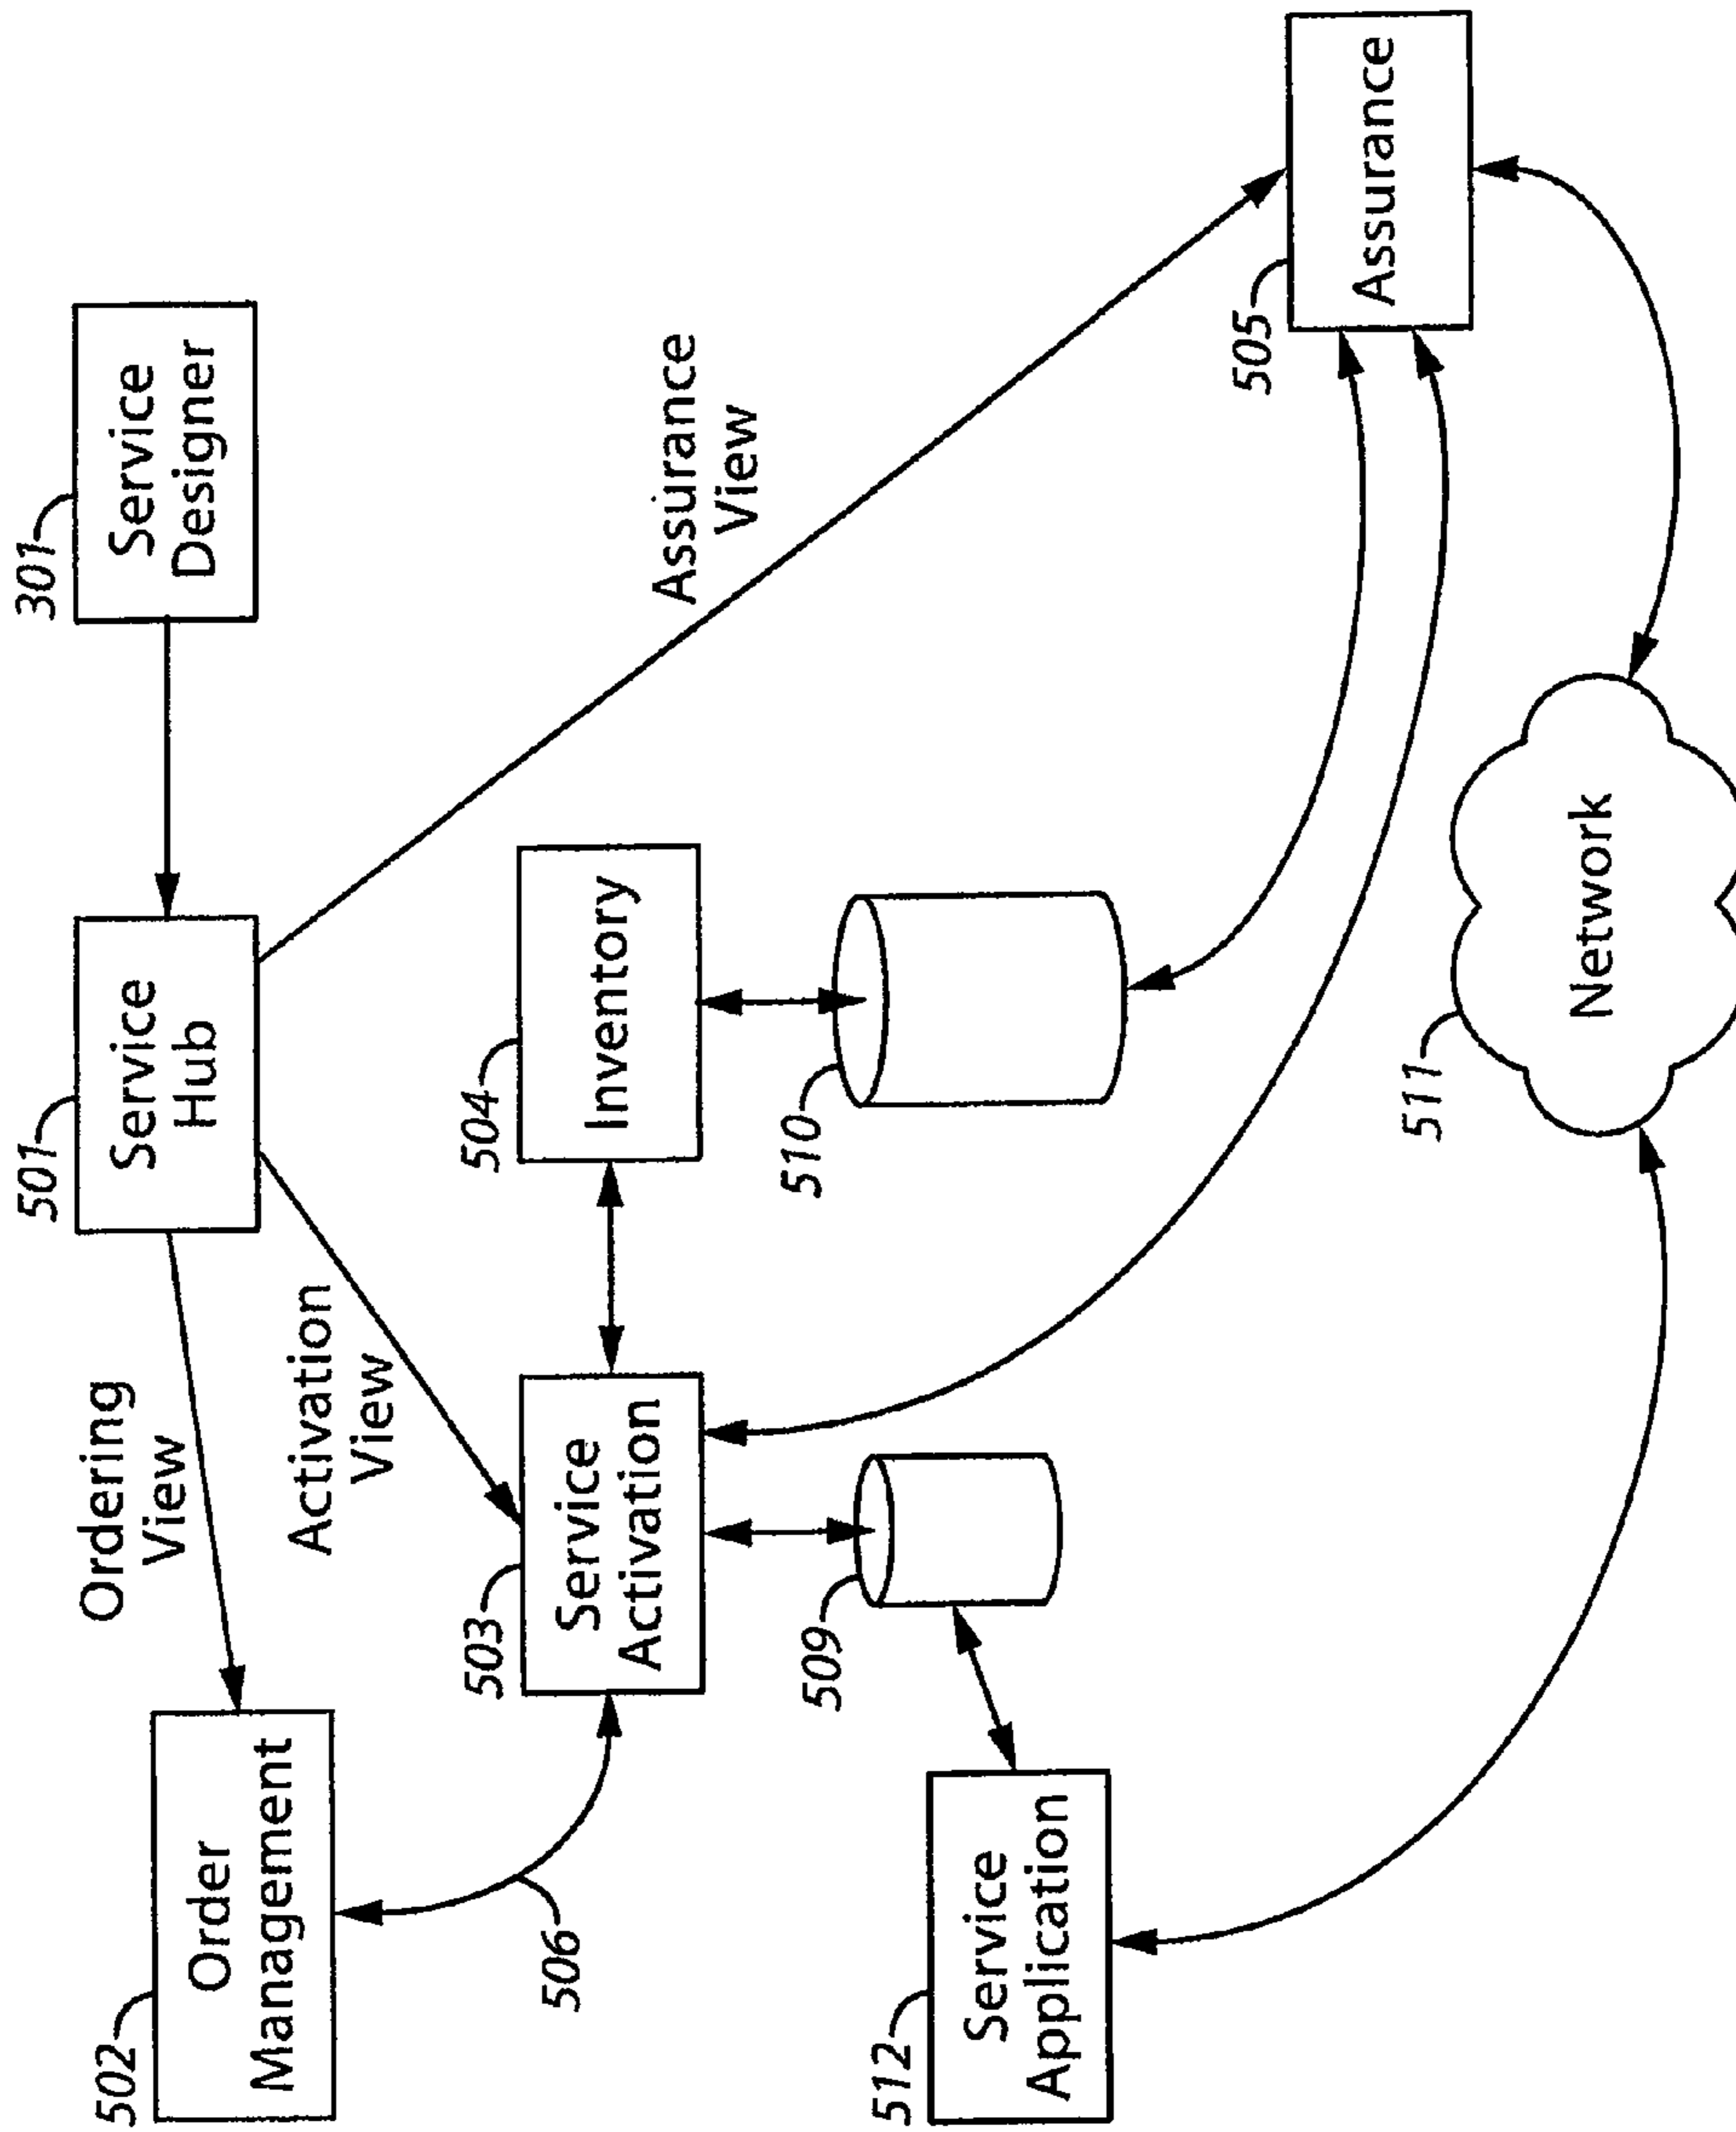 301
Service
Designer
501
Service
Hub
Ordering
View
Activation
View
Assurance
View
502
Order
Management
503
Service
Activation
504
Inventory
505
Assurance
506
509
510
512
Service
Application
511
Network